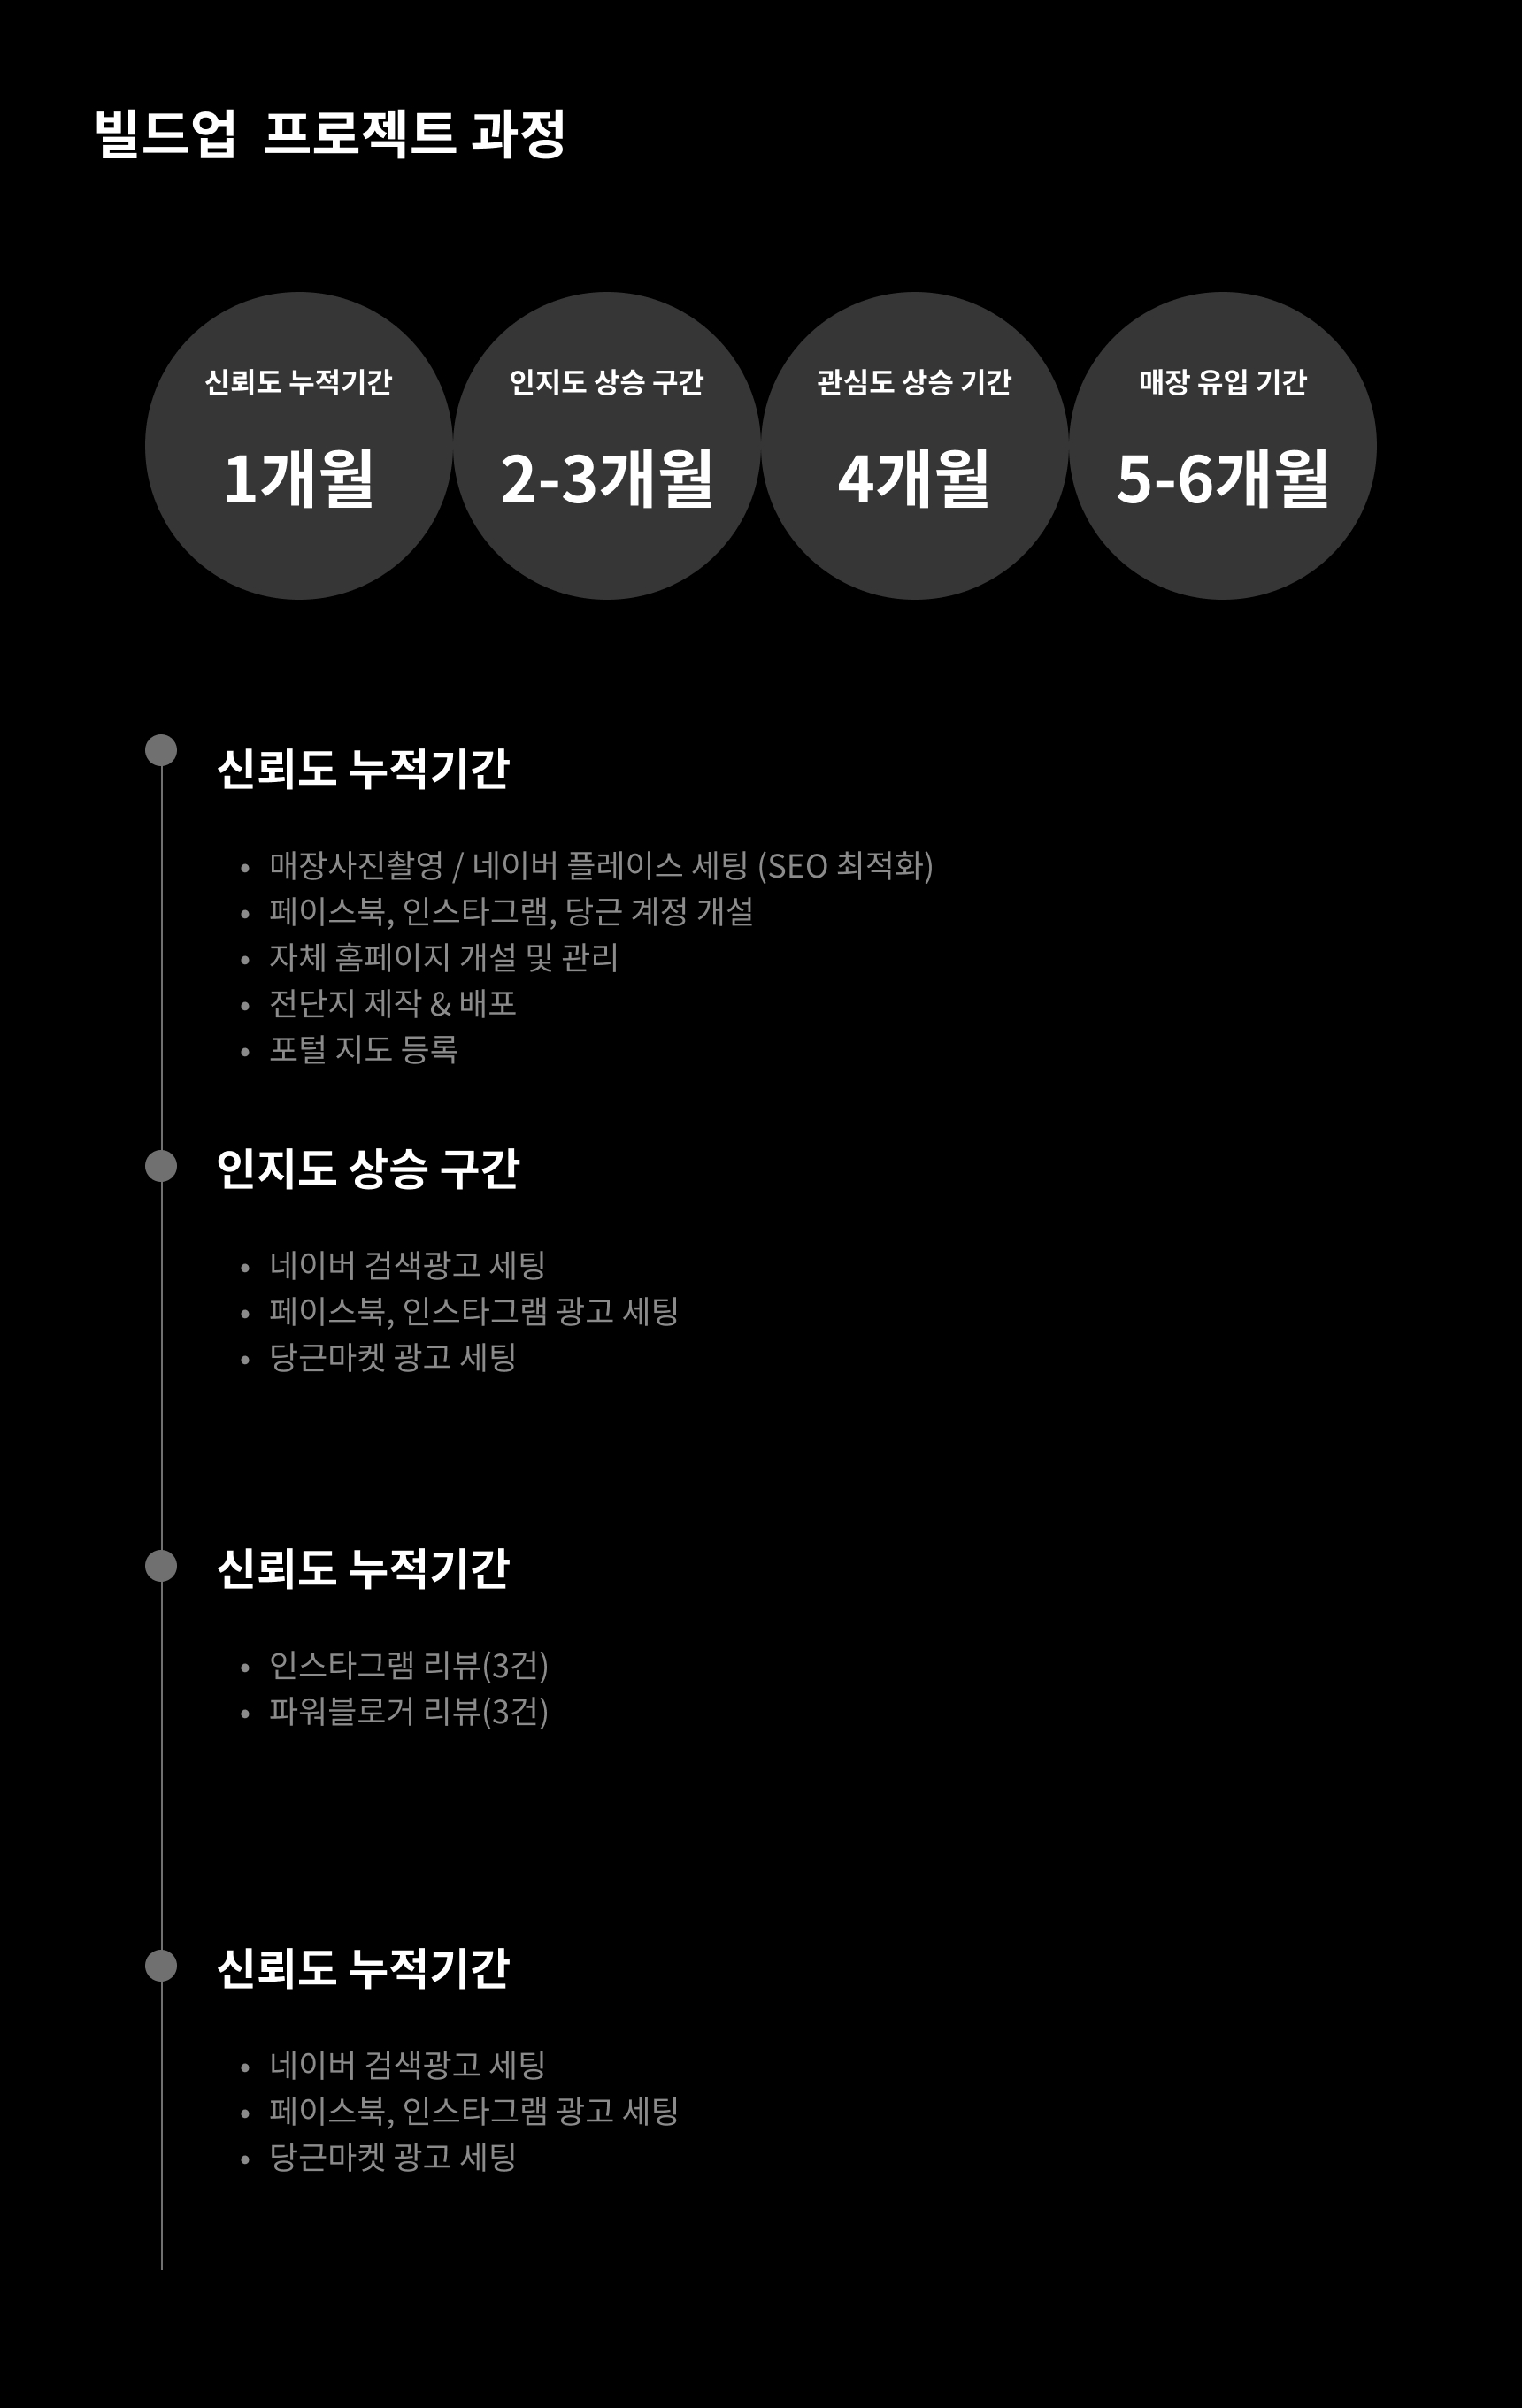 빌드업 프로젝트 과정
신뢰도 누적기간
1개월
인지도 상승 구간
2-3개월
관심도 상승 기간
4개월
매장 유입 기간
5-6개월
신뢰도 누적기간
• 매장사진촬영 / 네이버 플레이스 세팅 (SEO 최적화)
• 페이스북, 인스타그램, 당근 계정 개설
• 자체 홈페이지 개설 및 관리
• 전단지 제작 & 배포
• 포털 지도 등록
인지도 상승 구간
• 네이버 검색광고 세팅
• 페이스북, 인스타그램 광고 세팅
• 당근마켓 광고 세팅
신뢰도 누적기간
• 인스타그램 리뷰(3건)
• 파워블로거 리뷰(3건)
신뢰도 누적기간
• 네이버 검색광고 세팅
• 페이스북, 인스타그램 광고 세팅
• 당근마켓 광고 세팅